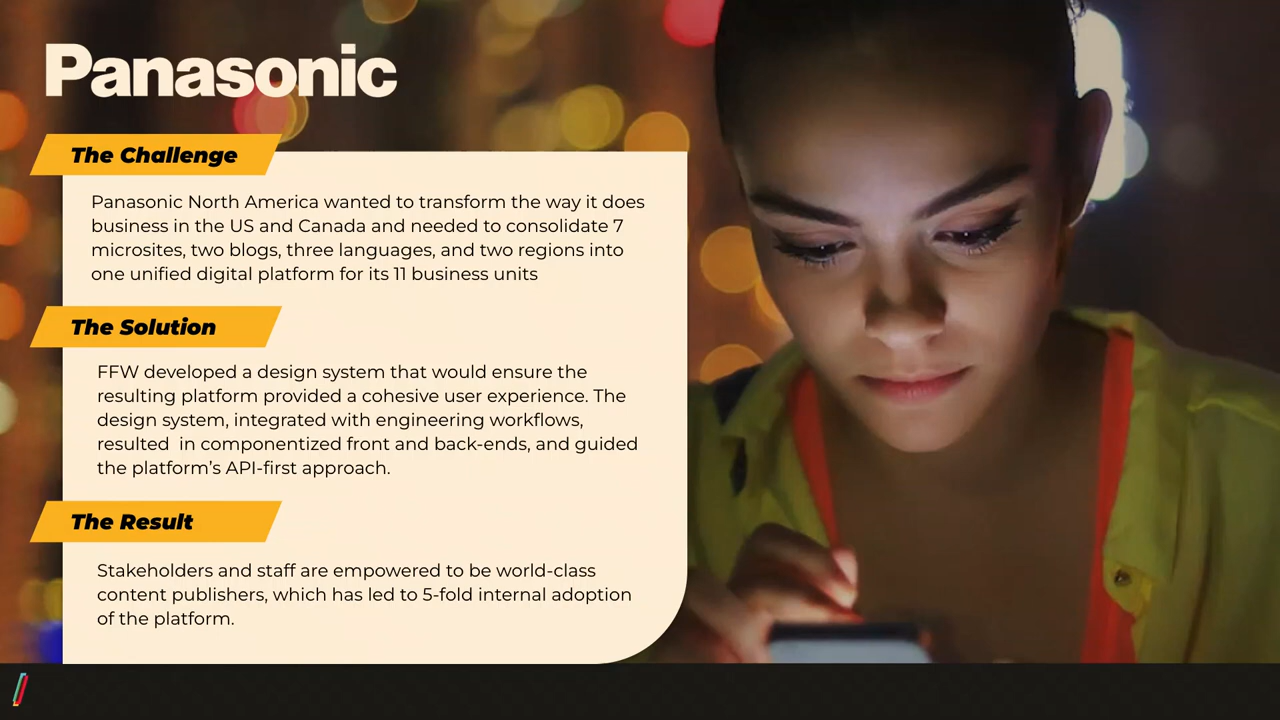 Panasonic
The Challenge
Panasonic North America wanted to transform the way it does
business in the US and Canada and needed to consolidate 7
microsites, two blogs, three languages, and two regions into
one unified digital platform for its 11 business units
The Solution
FFW developed a design system that would ensure the
resulting platform provided a cohesive user experience. The
design system, integrated with engineering workflows,
resulted  in componentized front and back-ends, and guided
the platform’s API-first approach.
The Result
Stakeholders and staff are empowered to be world-class
content publishers, which has led to 5-fold internal adoption
of the platform.